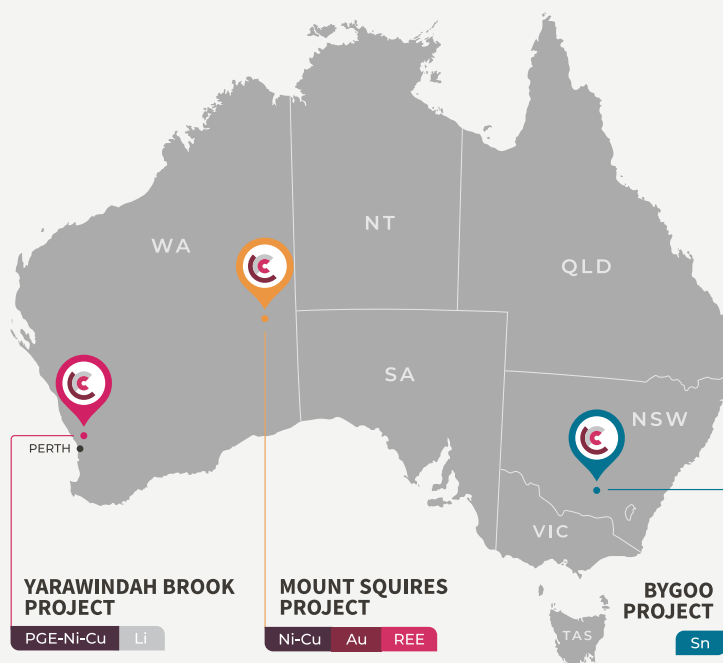 WA
NT
QLD
SA
NSW
PERTH
VIC
TAS
YARAWINDAH BROOK
PROJECT
PGE-Ni-Cu Li
MOUNT SQUIRES
PROJECT
Ni-Cu Au REE
BYGOO
PROJECT
Sn